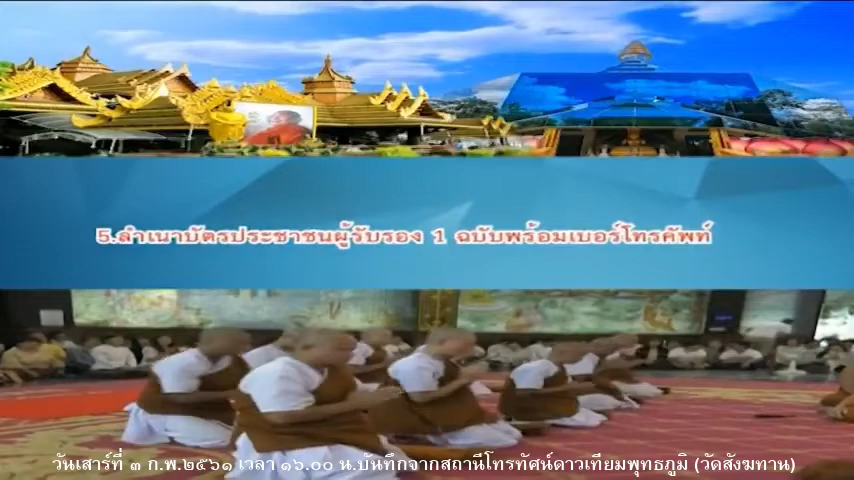 5.สำเนาบัตรประชาชนผู้รับรอง 1 ฉบับพร้อมเบอร์โทรศัพท์
วันเสาร์ที่ ๓ ก.พ.๒๕๖๑ เวลา ๑๖.๐๐ น.บันทึกจากสถานีโทรทัศน์ดาวเทียมพุทธภูมิ (วัดสังฆทาน)